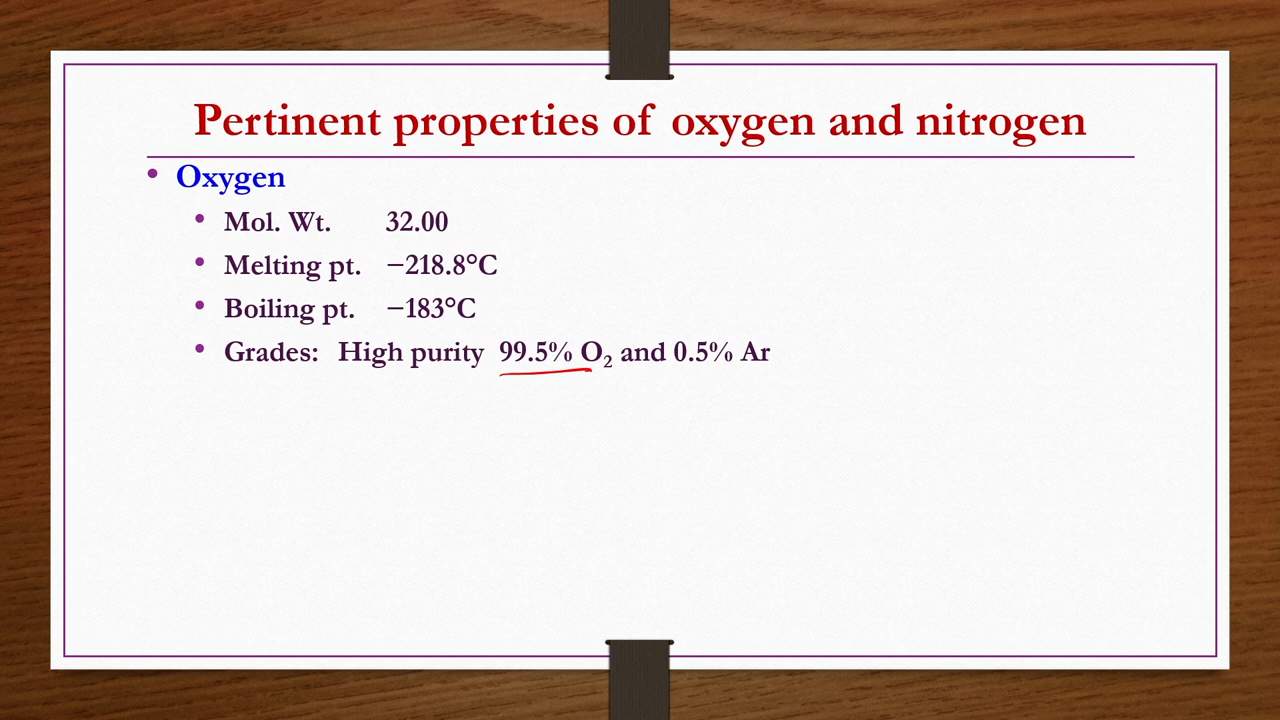 Pertinent properties of oxygen and nitrogen
• Oxygen
• Mol. Wt. 32.00
• Melting pt. −218.8°C
• Boiling pt. −183°C
• Grades: High purity 99.5% O₂ and 0.5% Ar